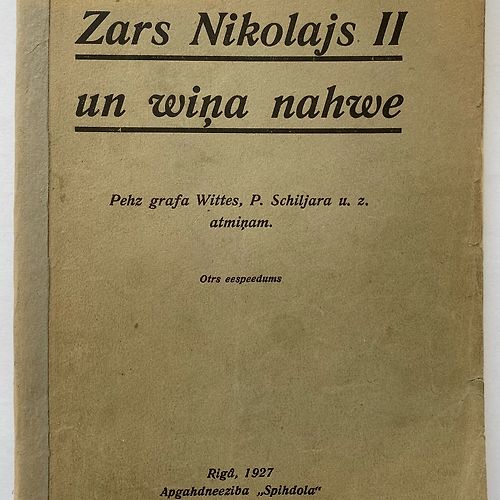 Zars Nikolajs II
un wiņa nahwe
Pehz grafa Wittes, P. Schiljara u. z.
atmiņam.
Otrs eespeedums
Rigâ, 1927
Apgahdneeziba „Spihdola“